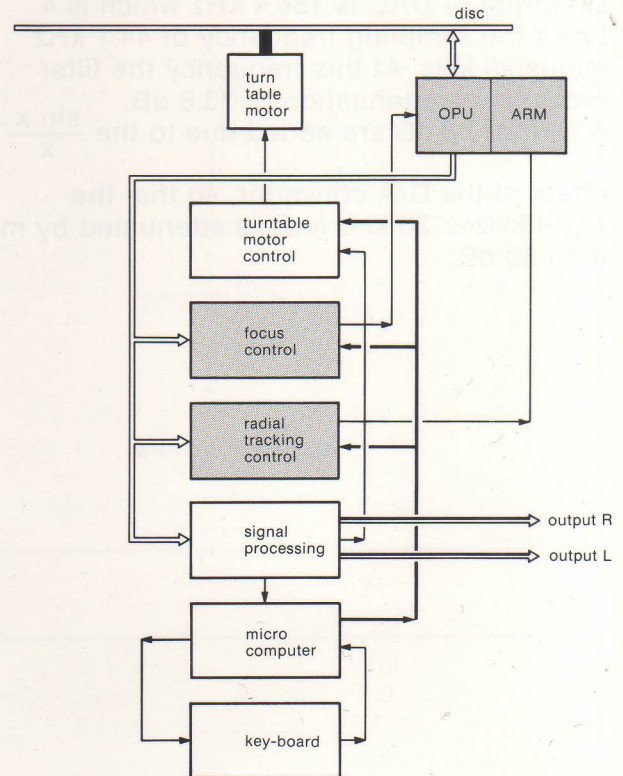 disc
turn
table
motor
OPU
ARM
turntable
motor
control
focus
control
radial
tracking
control
signal
processing
output R
output L
micro
computer
key-board